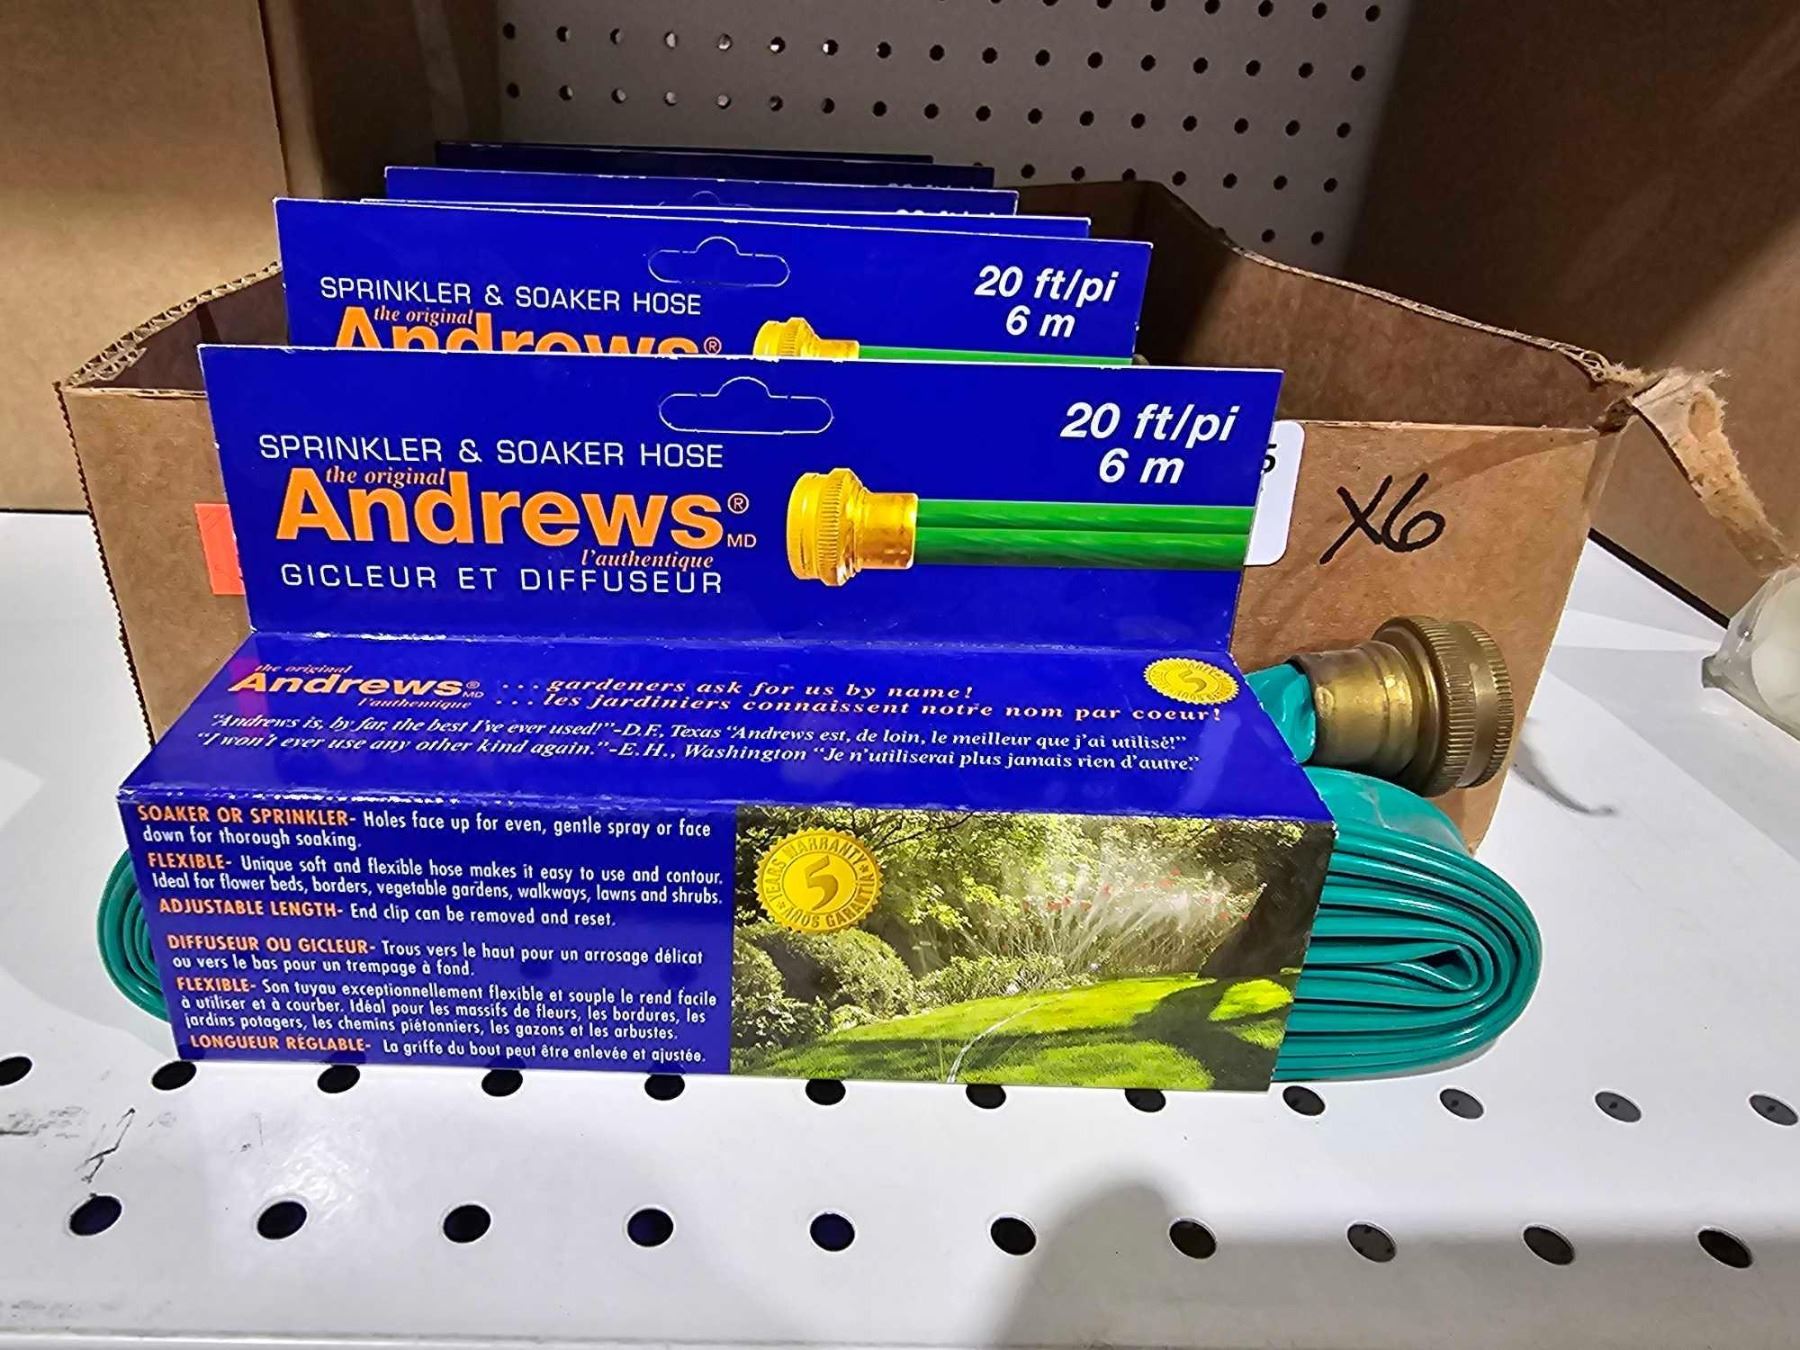 SPRINKLER & SOAKER HOSE
the original
Andrews®
20 ft/pi
6 m
SPRINKLER & SOAKER HOSE
the original
Andrews®
MD
l'authentique
GICLEUR ET DIFFUSEUR
20 ft/pi
6 m
5
X6
the original
Andrews®
MD
l'authentique
...gardeners ask for us by name!
...les jardiniers connaissent notre nom par coeur!
"Andrews is, by far, the best I've ever used!"-D.F., Texas "Andrews est, de loin, le meilleur que j'ai utilisé!"
"I won't ever use any other kind again."-E.H., Washington "Je n'utiliserai plus jamais rien d'autre."
5
SOAKER OR SPRINKLER- Holes face up for even, gentle spray or face
down for thorough soaking.
FLEXIBLE- Unique soft and flexible hose makes it easy to use and contour.
Ideal for flower beds, borders, vegetable gardens, walkways, lawns and shrubs.
ADJUSTABLE LENGTH- End clip can be removed and reset.
DIFFUSEUR OU GICLEUR- Trous vers le haut pour un arrosage délicat
ou vers le bas pour un trempage à fond.
FLEXIBLE- Son tuyau exceptionnellement flexible et souple le rend facile
à utiliser et à courber. Idéal pour les massifs de fleurs, les bordures, les
jardins potagers, les chemins piétonniers, les gazons et les arbustes.
LONGUEUR RÉGLABLE- La griffe du bout peut être enlevée et ajustée.
YEARS WARRANTY
5
ANS GARANTIE